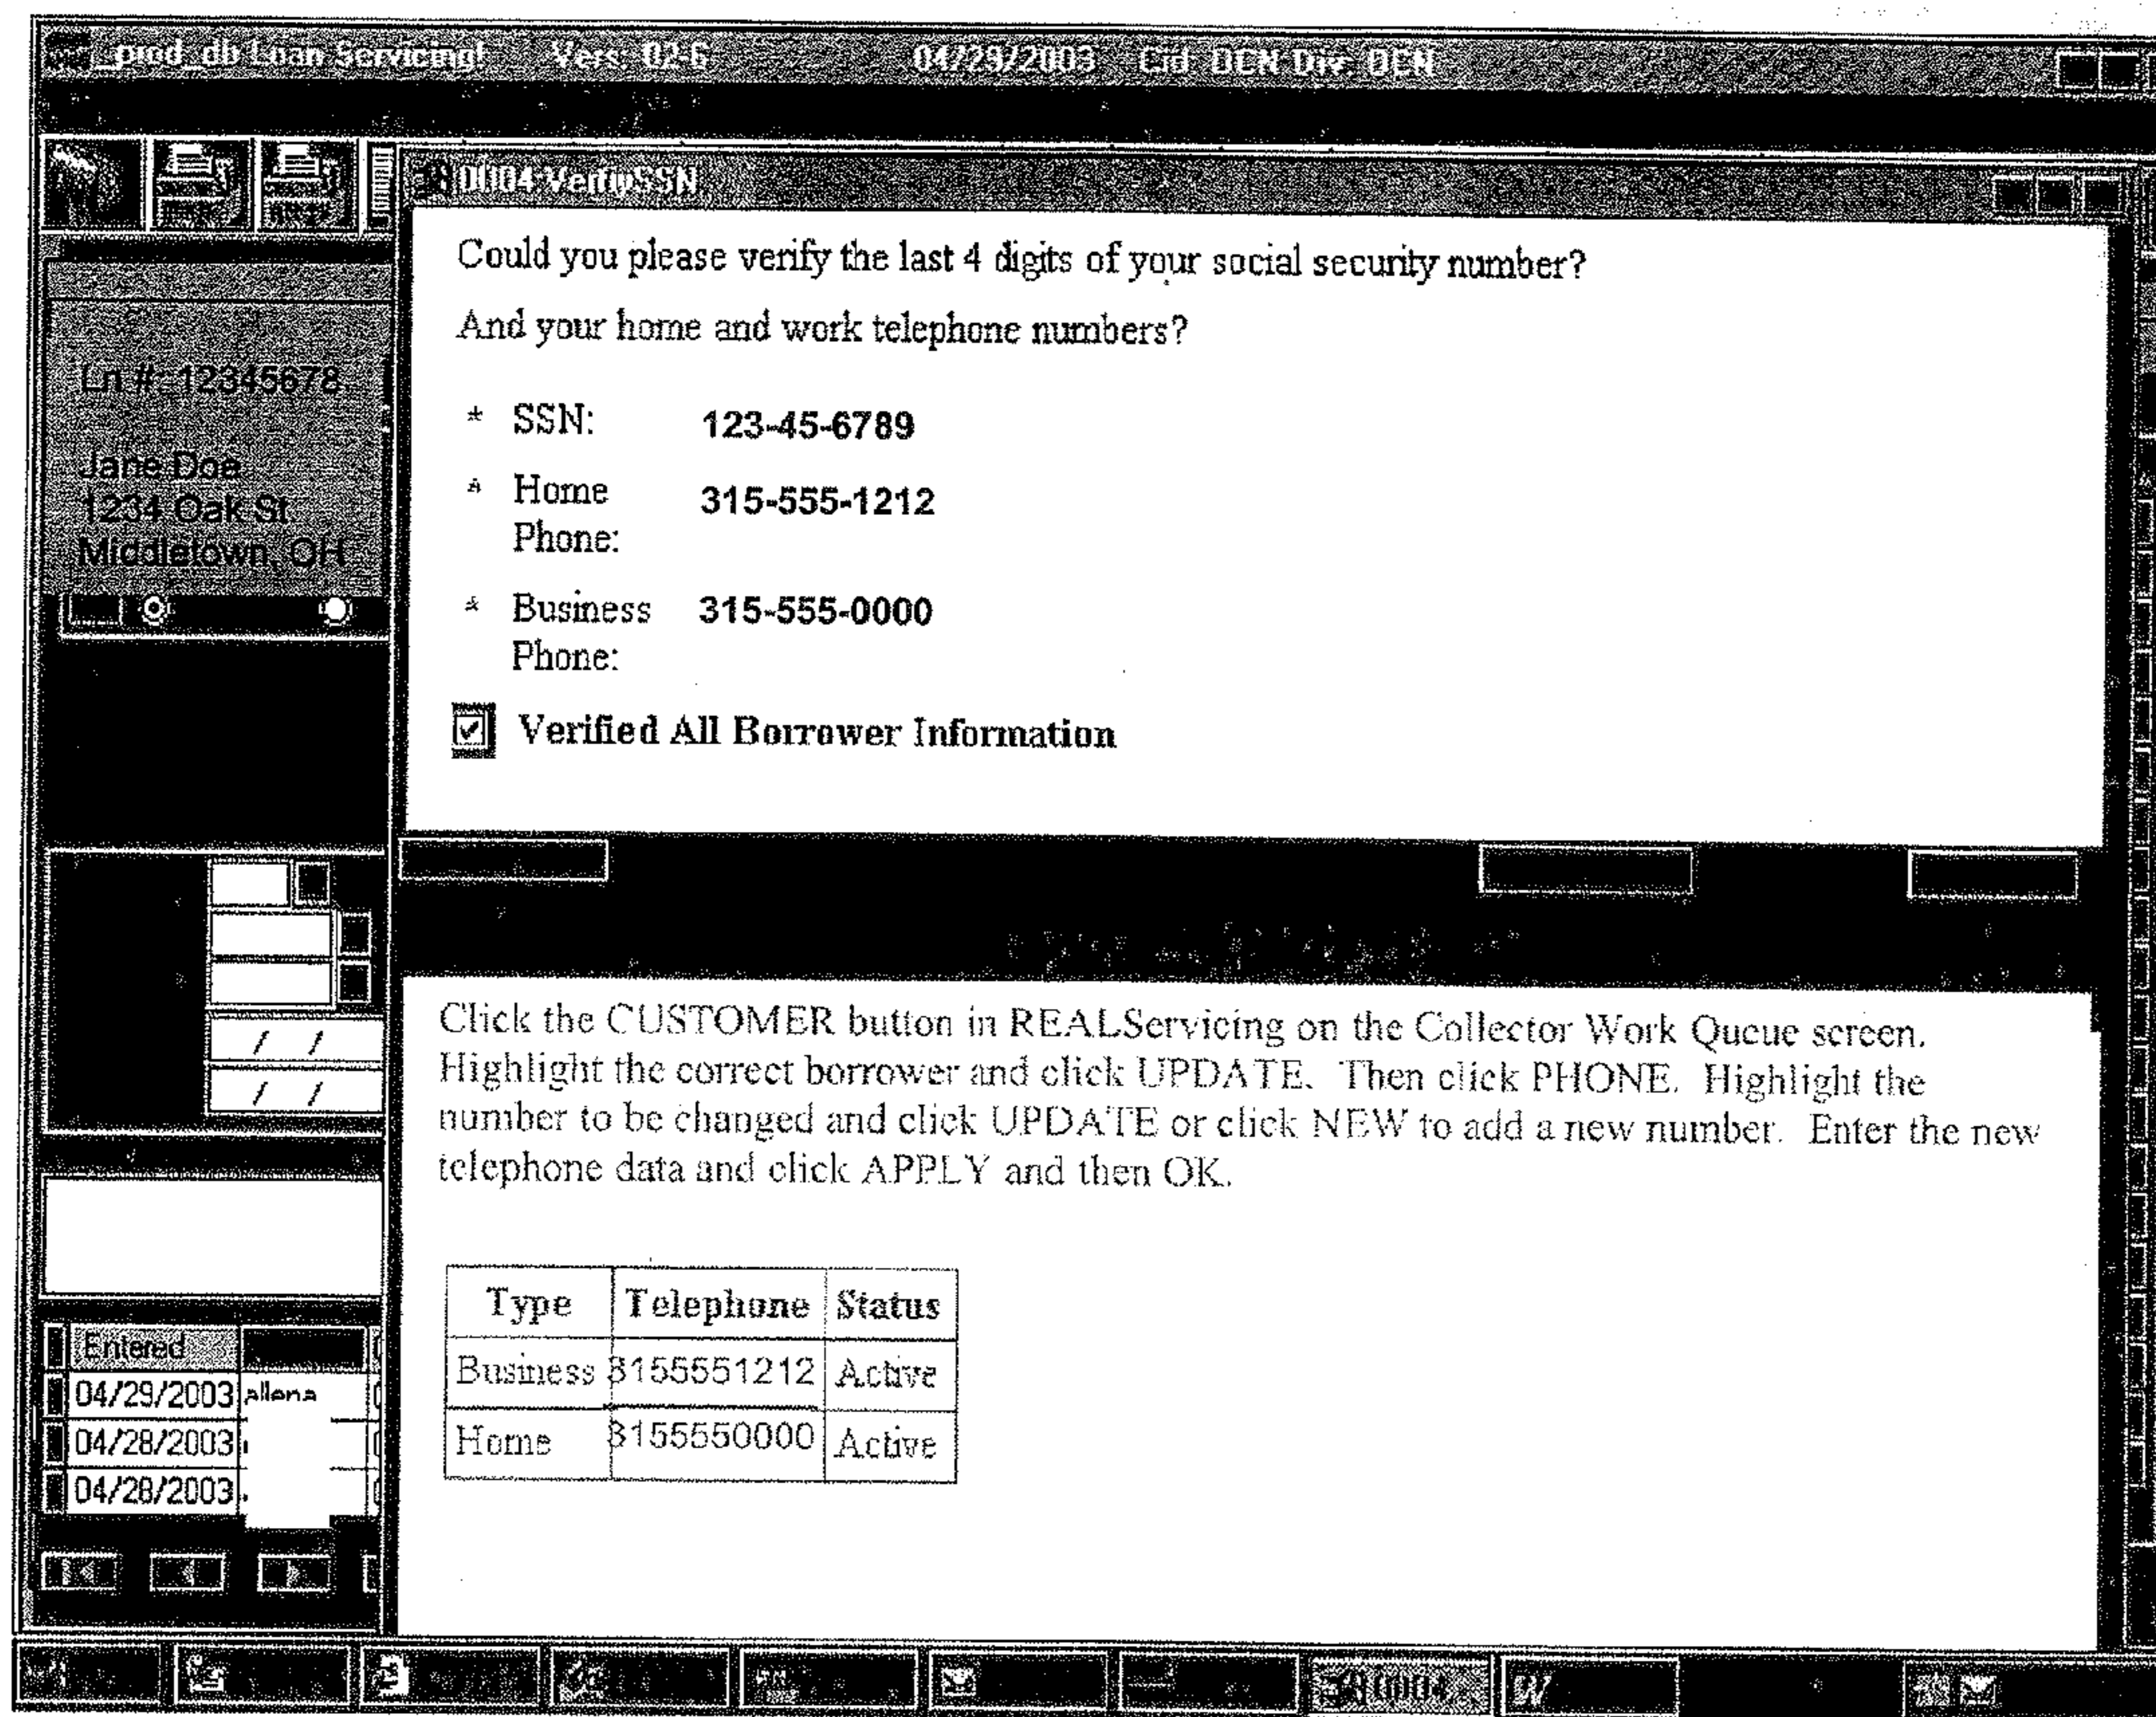 _prod_db Loan Servicing! Vers: 02-6 04/29/2003 Cid: DEN Div: DEN
0004:VerifySSN
Could you please verify the last 4 digits of your social security number?
And your home and work telephone numbers?
Ln #: 12345678
Jane Doe
1234 Oak St.
Middletown, OH
* SSN: 123-45-6789
* Home Phone: 315-555-1212
* Business Phone: 315-555-0000
Verified All Borrower Information
/ /
/ /
Click the CUSTOMER button in REALServicing on the Collector Work Queue screen.
Highlight the correct borrower and click UPDATE. Then click PHONE. Highlight the
number to be changed and click UPDATE or click NEW to add a new number. Enter the new
telephone data and click APPLY and then OK.
Type Telephone Status
Business 3155551212 Active
Home 3155550000 Active
Entered
04/29/2003 allena
04/28/2003
04/28/2003
0004
W